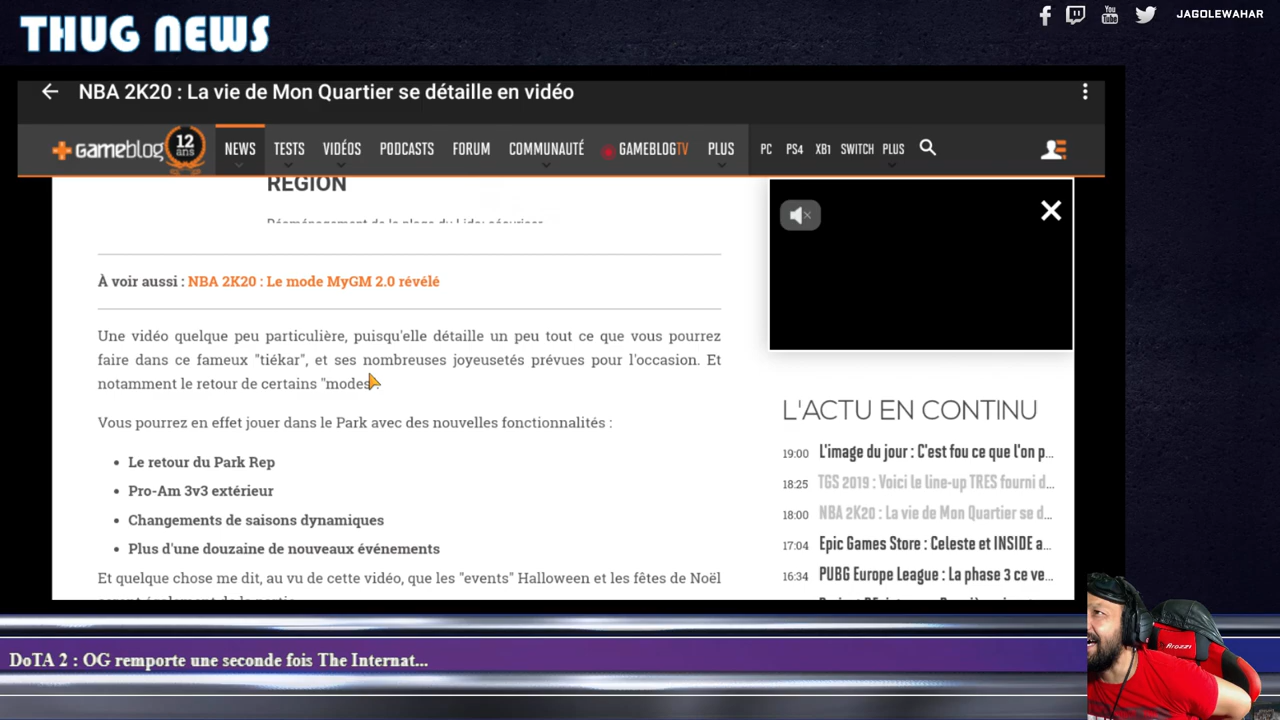 THUG NEWS
JAGOLEWAHAR
NBA 2K20 : La vie de Mon Quartier se détaille en vidéo
gameblog 12 ans NEWS TESTS VIDÉOS PODCASTS FORUM COMMUNAUTÉ GAMEBLOGTV PLUS PC PS4 XB1 SWITCH PLUS
RÉGION
À voir aussi : NBA 2K20 : Le mode MyGM 2.0 révélé
Une vidéo quelque peu particulière, puisqu'elle détaille un peu tout ce que vous pourrez
faire dans ce fameux "tiékar", et ses nombreuses joyeusetés prévues pour l'occasion. Et
notamment le retour de certains "modes".
Vous pourrez en effet jouer dans le Park avec des nouvelles fonctionnalités :
• Le retour du Park Rep
• Pro-Am 3v3 extérieur
• Changements de saisons dynamiques
• Plus d'une douzaine de nouveaux événements
Et quelque chose me dit, au vu de cette vidéo, que les "events" Halloween et les fêtes de Noël
L'ACTU EN CONTINU
19:00 L'image du jour : C'est fou ce que l'on p...
18:25 TGS 2019 : Voici le line-up TRES fourni d...
18:00 NBA 2K20 : La vie de Mon Quartier se d...
17:04 Epic Games Store : Celeste et INSIDE a...
16:34 PUBG Europe League : La phase 3 ce ve...
Arozzi
DoTA 2 : OG remporte une seconde fois The Internat...